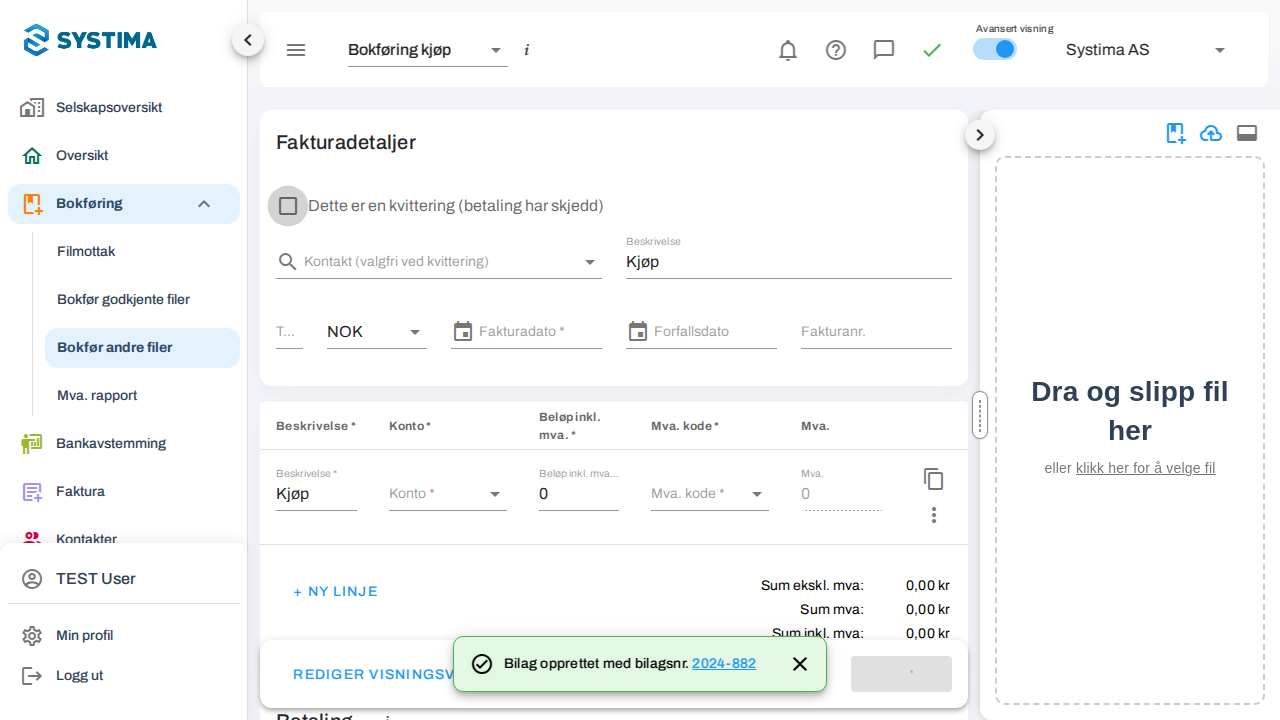 SYSTIMA
Selskapsoversikt
Oversikt
Bokføring
Filmottak
Bokfør godkjente filer
Bokfør andre filer
Mva. rapport
Bankavstemming
Faktura
Kontakter
TEST User
Min profil
Logg ut
Bokføring kjøp
i
Avansert visning
Systima AS
Fakturadetaljer
Dette er en kvittering (betaling har skjedd)
Kontakt (valgfri ved kvittering)
Beskrivelse
Kjøp
T...
NOK
Fakturadato *
Forfallsdato
Fakturanr.
Beskrivelse * Konto * Beløp inkl. mva. * Mva. kode * Mva.
Beskrivelse *
Kjøp
Konto *
Beløp inkl. mva...
0
Mva. kode *
Mva.
0
+ NY LINJE
Sum ekskl. mva: 0,00 kr
Sum mva: 0,00 kr
Sum inkl. mva: 0,00 kr
REDIGER VISNINGSV
Bilag opprettet med bilagsnr. 2024-882
Betaling i
Dra og slipp fil
her
eller klikk her for å velge fil